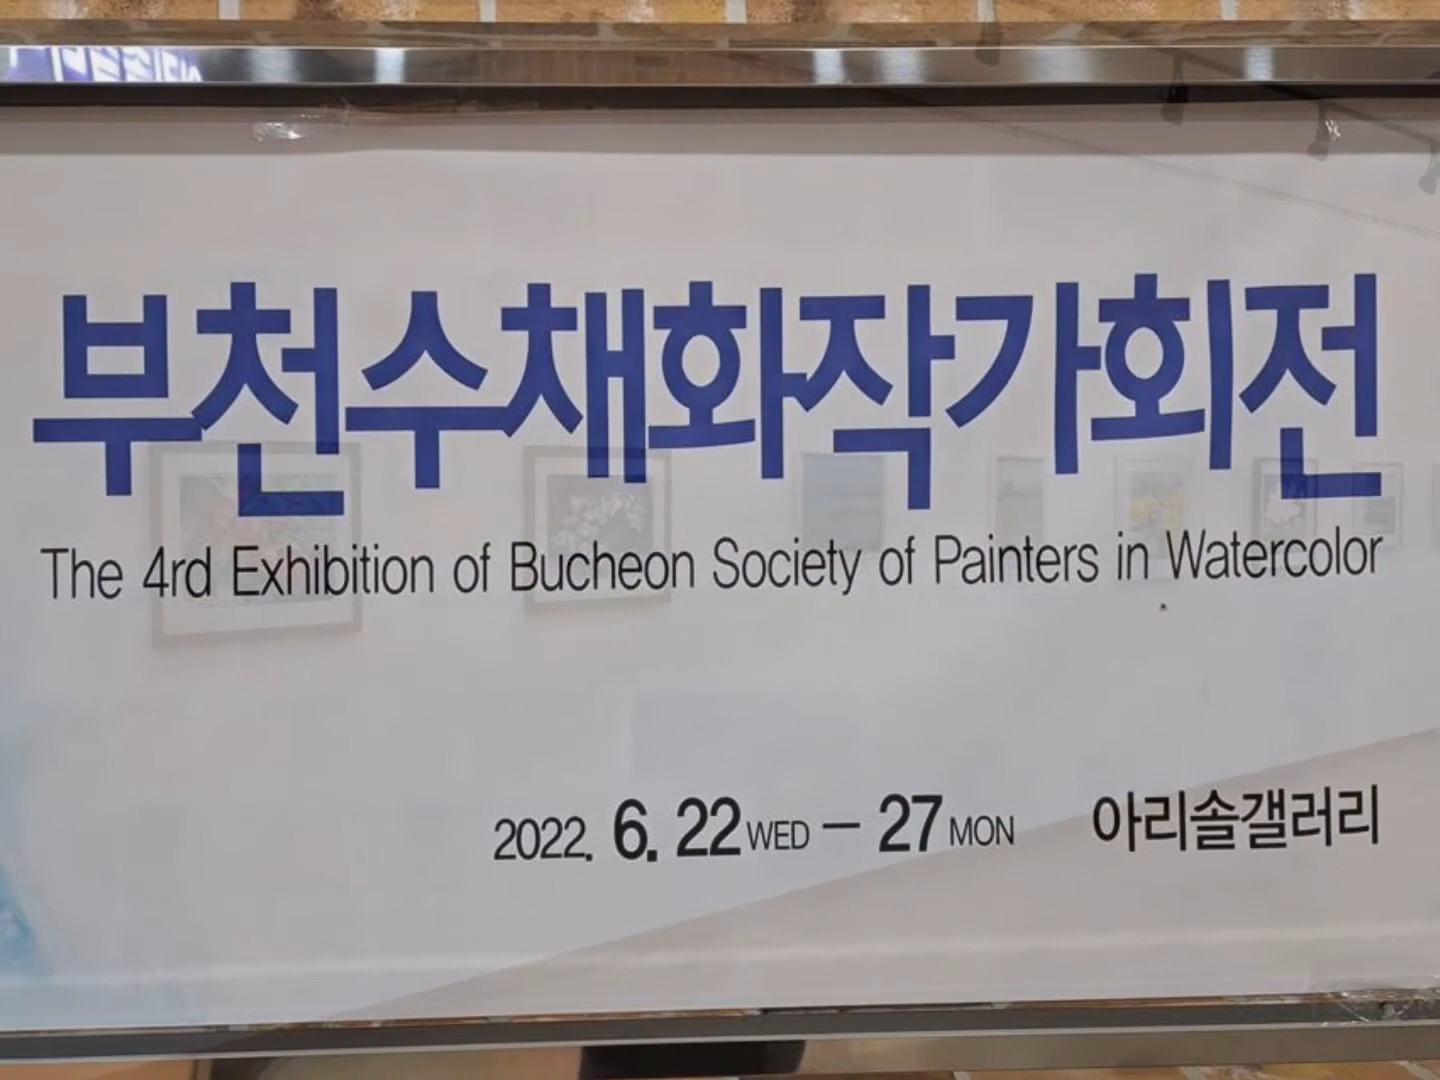 부천수채화작가회전
The 4rd Exhibition of Bucheon Society of Painters in Watercolor
2022. 6. 22 WED – 27 MON 아리솔갤러리